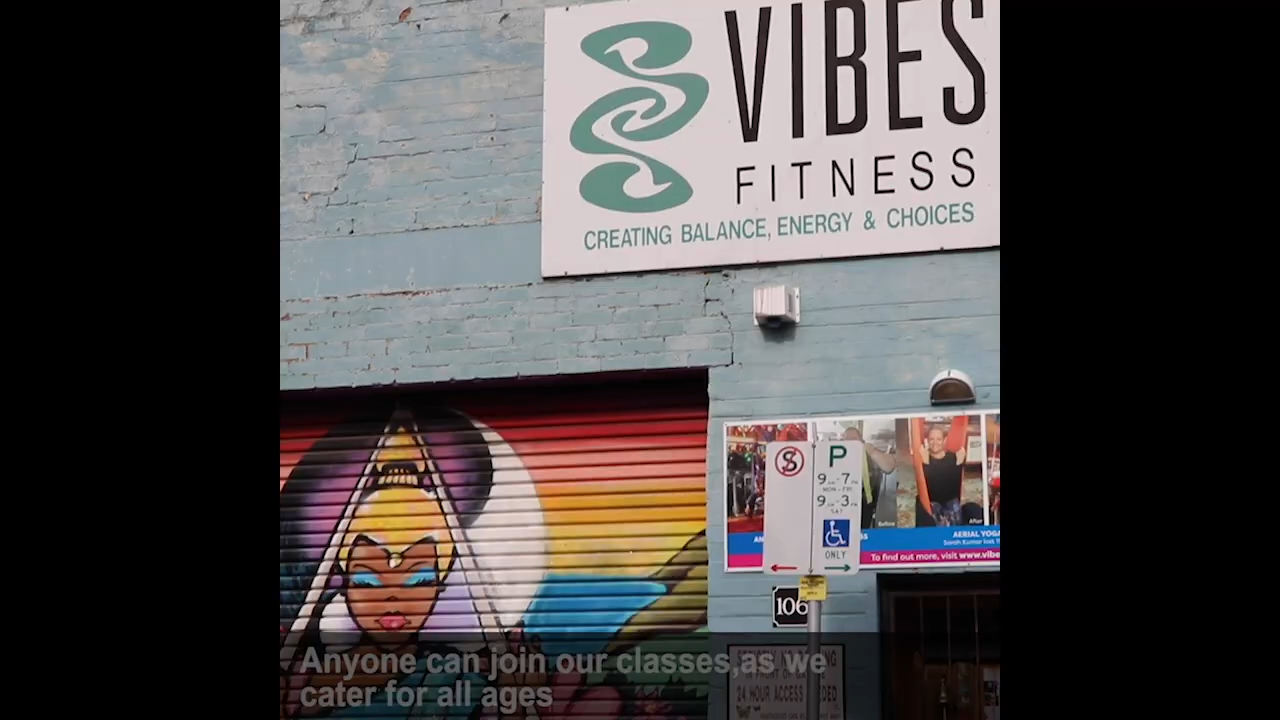 VIBES
FITNESS
CREATING BALANCE, ENERGY & CHOICES
S
P
9AM-7PM
MON-FRI
9AM-3PM
SAT
ONLY
Before
After
AERIAL YOGA
To find out more, visit www.vibe
106
24 HOUR ACCESS
Anyone can join our classes,as we
cater for all ages